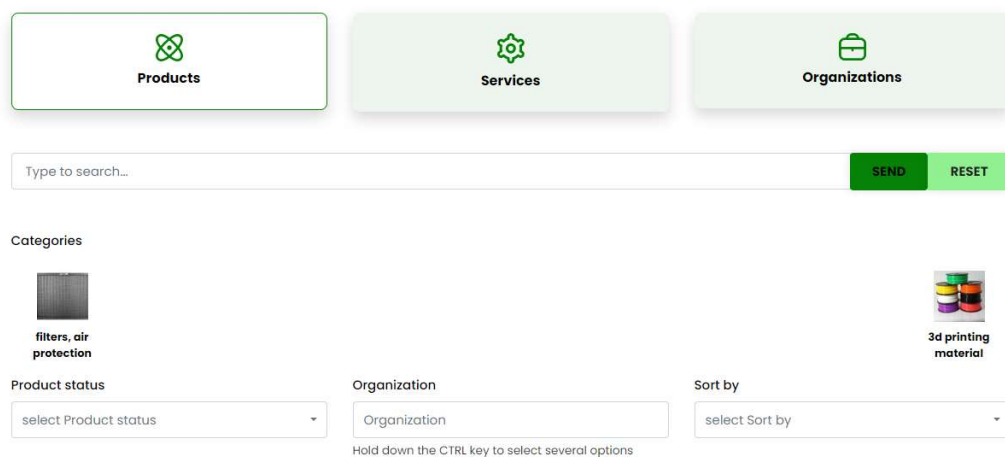 Products
Services
Organizations
Type to search...
SEND
RESET
Categories
filters, air
protection
3d printing
material
Product status
Organization
Sort by
select Product status
Organization
select Sort by
Hold down the CTRL key to select several options